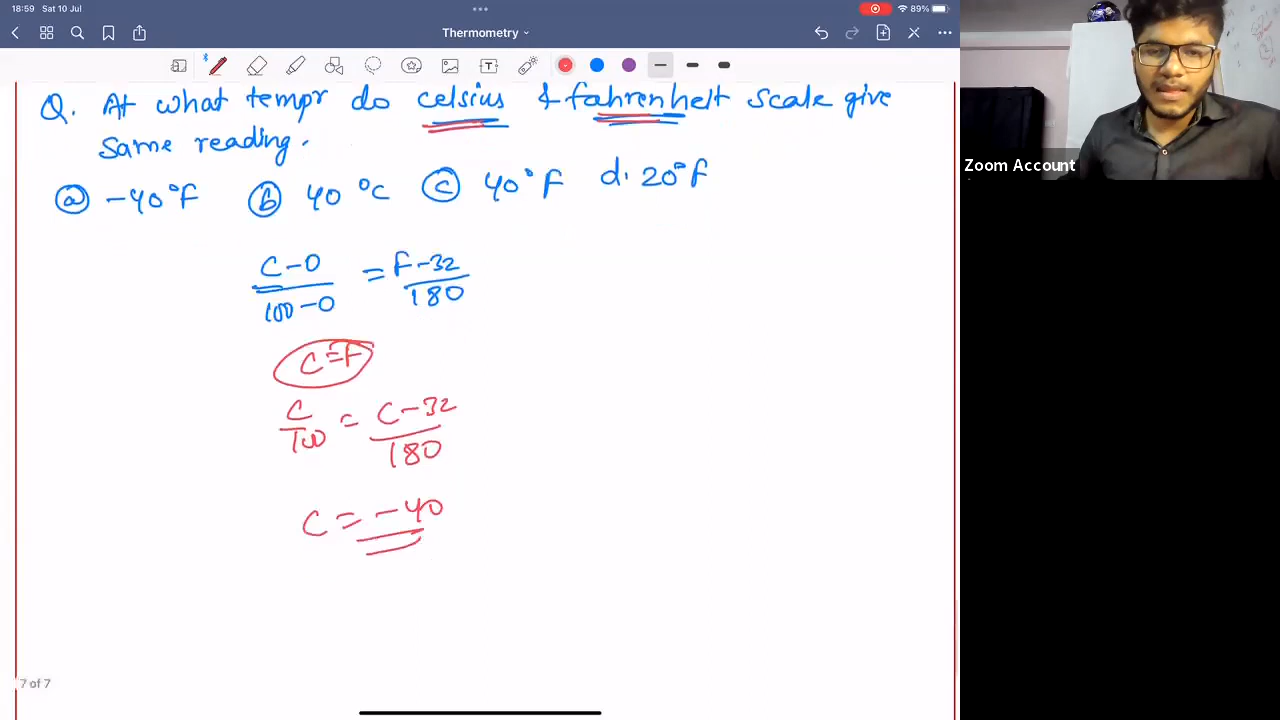 18:59 Sat 10 Jul
89%
Thermometry
Q. At what tempr do celsius & fahrenheit scale give
same reading.
a -40°F b 40 °C c 40°F d. 20°F
C-0 / 100-0 = F-32 / 180
C=F
C / 100 = C-32 / 180
C = -40
7 of 7
Zoom Account